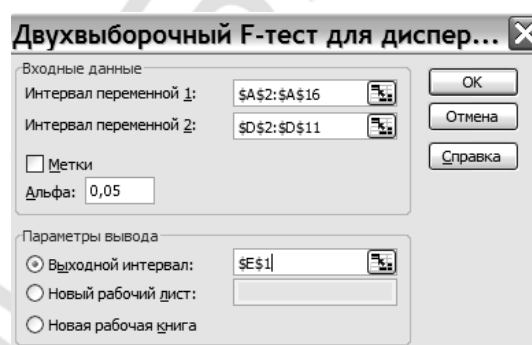 Двухвыборочный F-тест для диспер...
Входные данные
Интервал переменной 1: $A$2:$A$16
Интервал переменной 2: $D$2:$D$11
Метки
Альфа: 0,05
ОК
Отмена
Справка
Параметры вывода
Выходной интервал: $E$1
Новый рабочий лист:
Новая рабочая книга